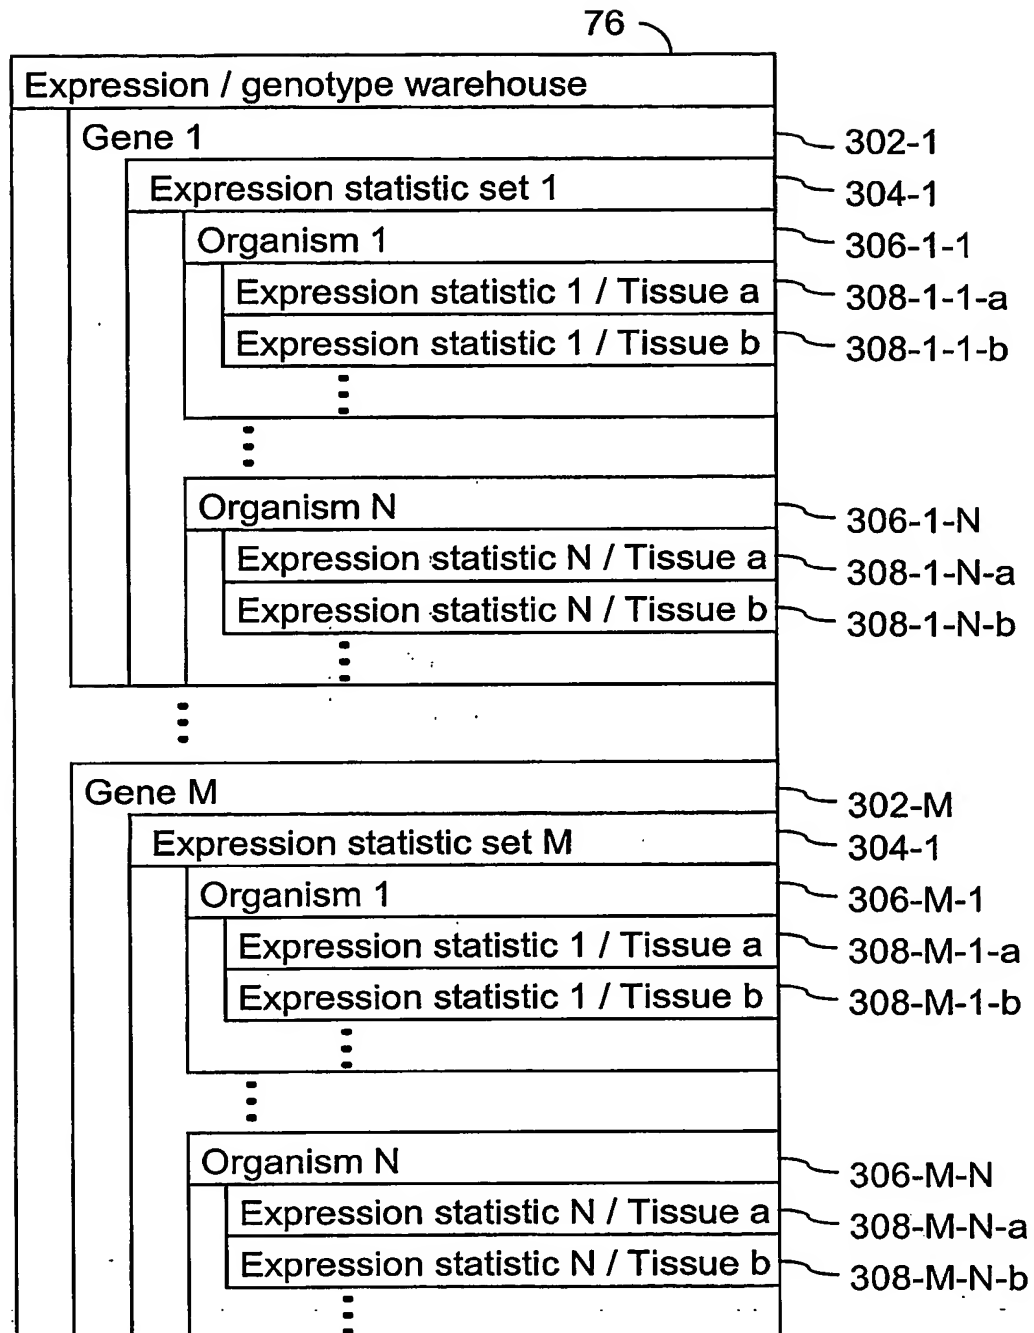 76
Expression / genotype warehouse
Gene 1 302-1
Expression statistic set 1 304-1
Organism 1 306-1-1
Expression statistic 1 / Tissue a 308-1-1-a
Expression statistic 1 / Tissue b 308-1-1-b
Organism N 306-1-N
Expression statistic N / Tissue a 308-1-N-a
Expression statistic N / Tissue b 308-1-N-b
Gene M 302-M
Expression statistic set M 304-1
Organism 1 306-M-1
Expression statistic 1 / Tissue a 308-M-1-a
Expression statistic 1 / Tissue b 308-M-1-b
Organism N 306-M-N
Expression statistic N / Tissue a 308-M-N-a
Expression statistic N / Tissue b 308-M-N-b